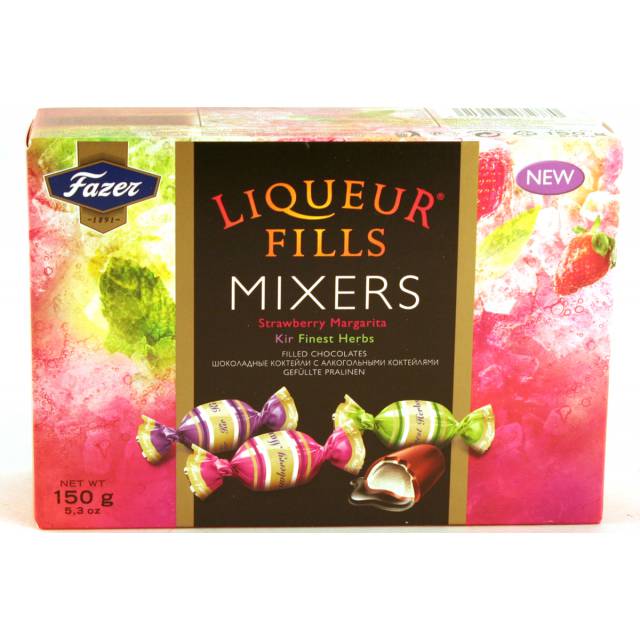 Fazer
1891
NEW
LIQUEUR®
FILLS
MIXERS
Strawberry Margarita
Kir Finest Herbs
FILLED CHOCOLATES
ШОКОЛАДНЫЕ КОКТЕЙЛИ С АЛКОГОЛЬНЫМИ КОКТЕЙЛЯМИ
GEFÜLLTE PRALINEN
NET WT
150 g
5,3 oz